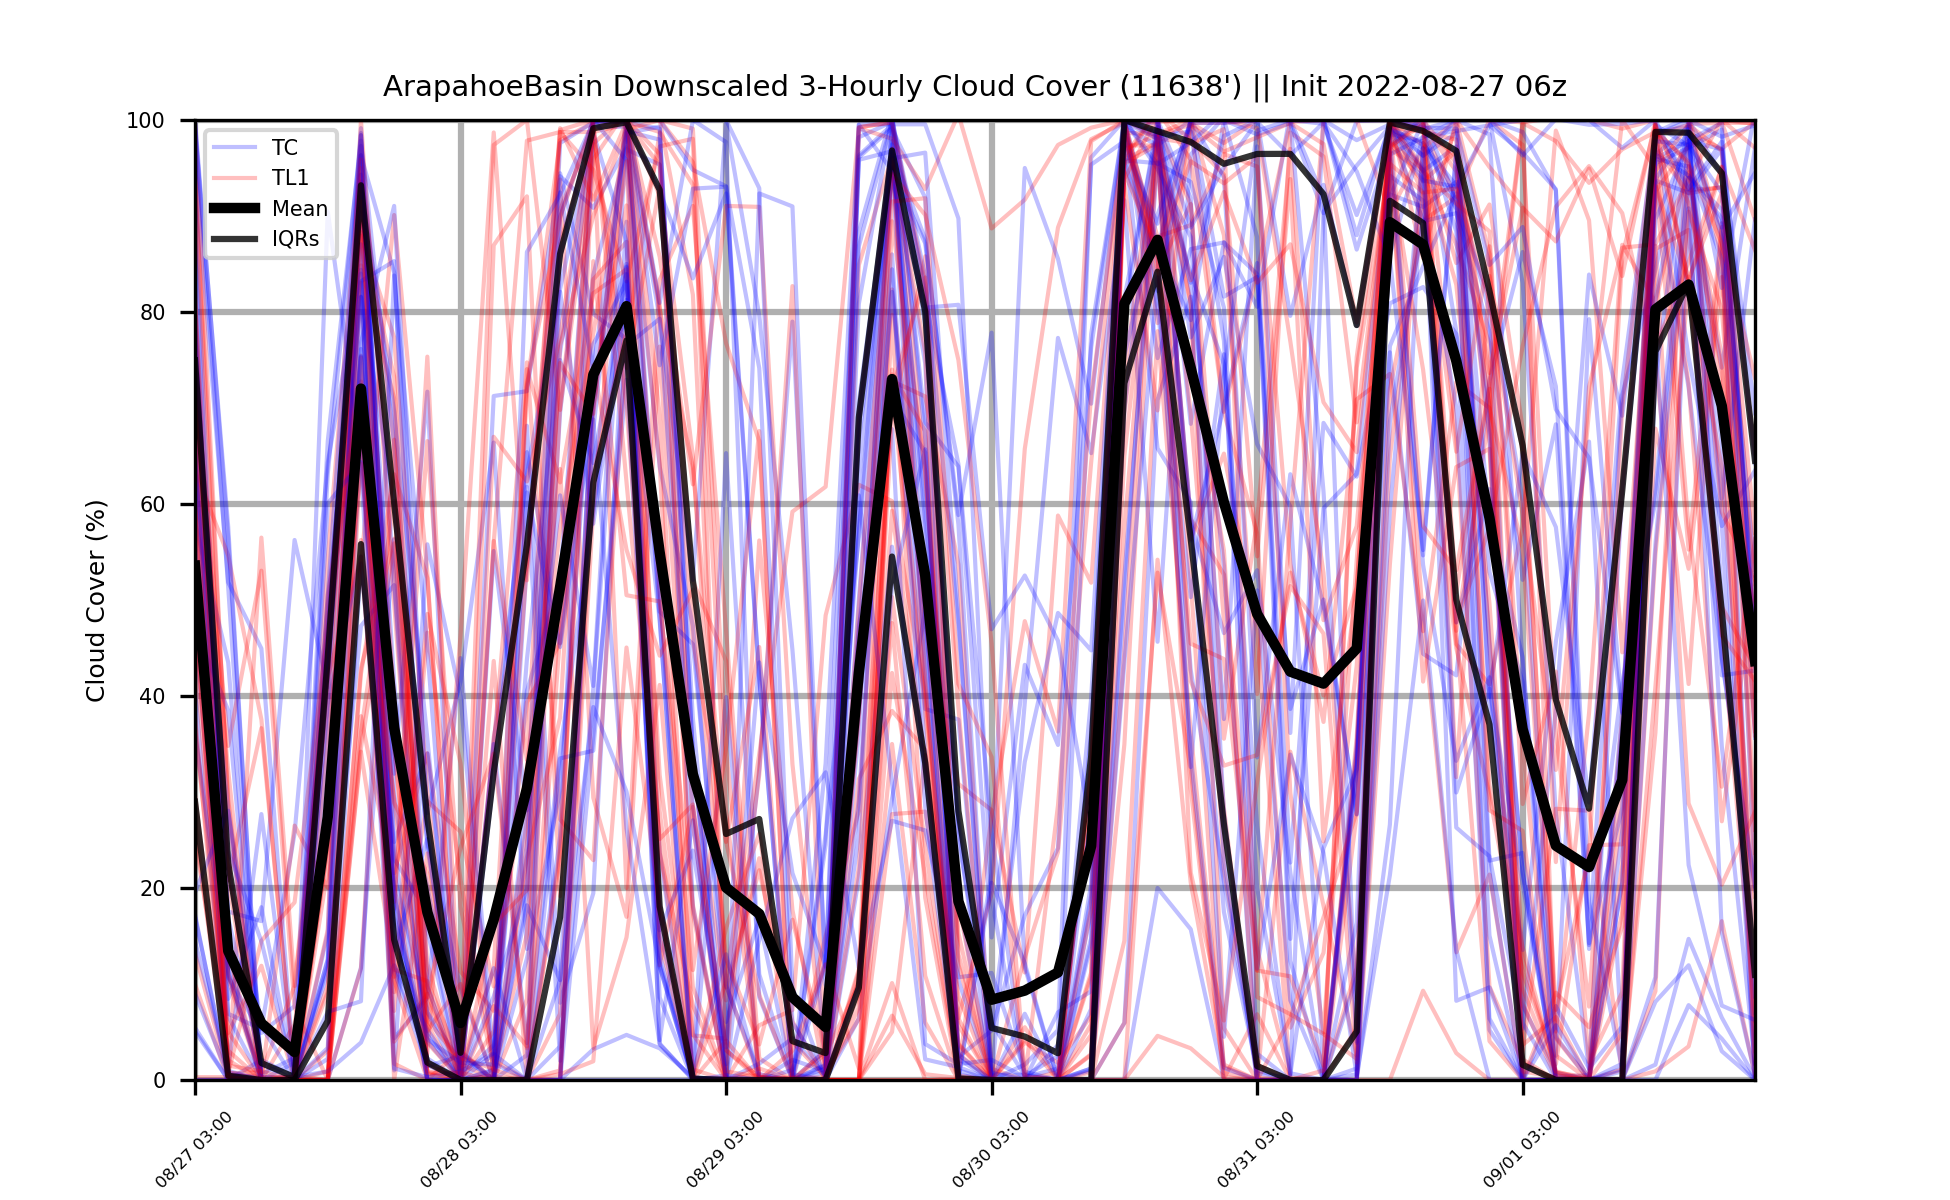 ArapahoeBasin Downscaled 3-Hourly Cloud Cover (11638') || Init 2022-08-27 06z
Cloud Cover (%)
100
80
60
40
20
0
TC
TL1
Mean
IQRs
08/27 03:00
08/28 03:00
08/29 03:00
08/30 03:00
08/31 03:00
09/01 03:00